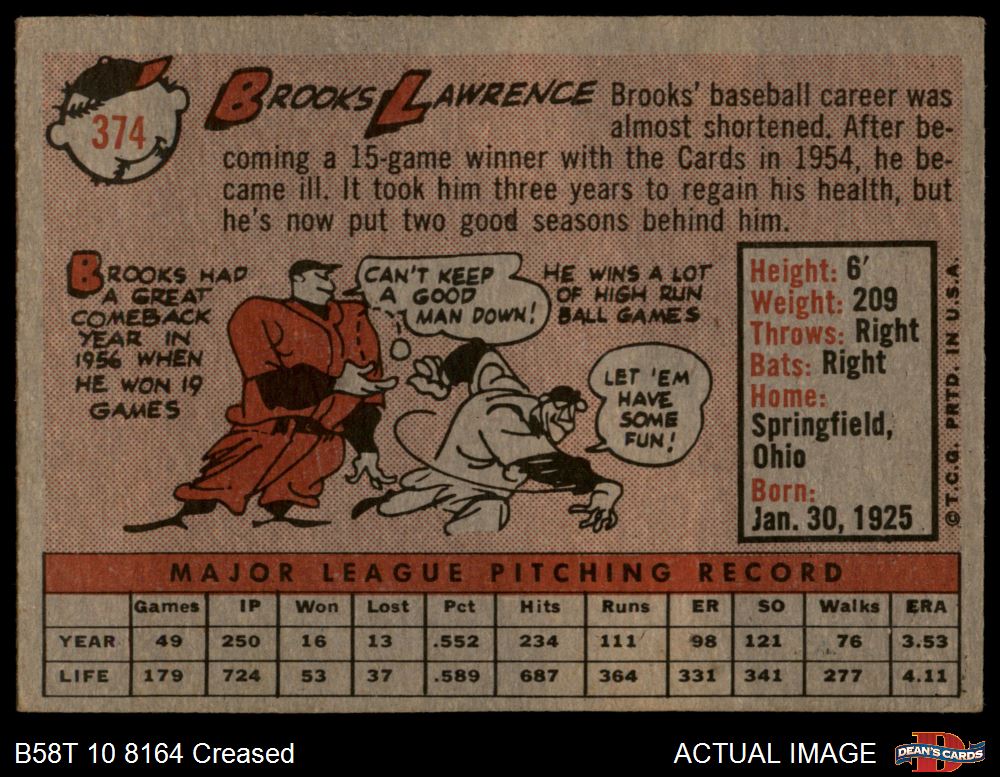 374
BROOKS LAWRENCE Brooks' baseball career was
almost shortened. After be-
coming a 15-game winner with the Cards in 1954, he be-
came ill. It took him three years to regain his health, but
he's now put two good seasons behind him.
BROOKS HAD
A GREAT
COMEBACK
YEAR IN
1956 WHEN
HE WON 19
GAMES
CAN'T KEEP
A GOOD
MAN DOWN!
HE WINS A LOT
OF HIGH RUN
BALL GAMES
LET 'EM
HAVE
SOME
FUN!
Height: 6'
Weight: 209
Throws: Right
Bats: Right
Home:
Springfield,
Ohio
Born:
Jan. 30, 1925
© T.C.G. PRTD. IN U.S.A.
MAJOR LEAGUE PITCHING RECORD
Games IP Won Lost Pct Hits Runs ER SO Walks ERA
YEAR 49 250 16 13 .552 234 111 98 121 76 3.53
LIFE 179 724 53 37 .589 687 364 331 341 277 4.11
B58T 10 8164 Creased
ACTUAL IMAGE
DEAN'S CARDS